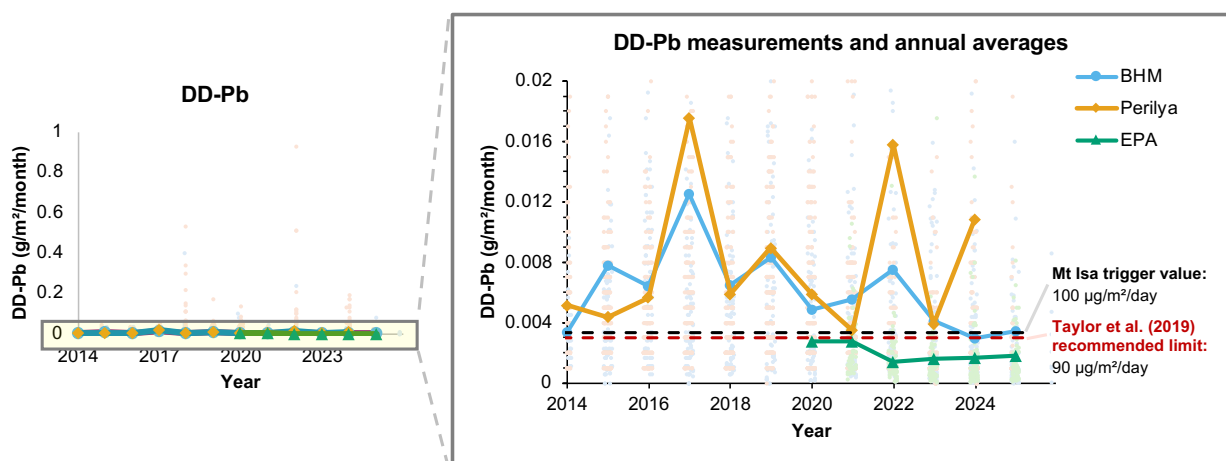 DD-Pb
DD-Pb (g/m²/month)
1
0.8
0.6
0.4
0.2
0
2014
2017
2020
2023
Year
DD-Pb measurements and annual averages
DD-Pb (g/m²/month)
0.02
0.016
0.012
0.008
0.004
0
2014
2016
2018
2020
2022
2024
Year
BHM
Perilya
EPA
Mt Isa trigger value:
100 µg/m²/day
Taylor et al. (2019)
recommended limit:
90 µg/m²/day